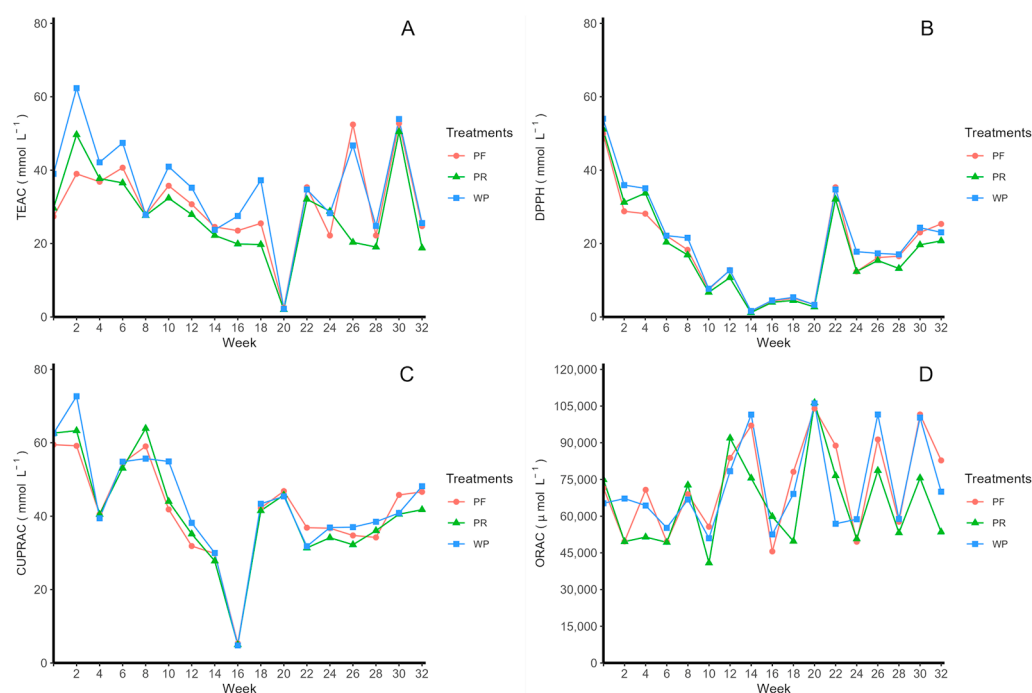 A
80
60
40
20
0
TEAC ( mmol L⁻¹ )
2 4 6 8 10 12 14 16 18 20 22 24 26 28 30 32
Week
Treatments
PF
PR
WP
B
80
60
40
20
0
DPPH ( mmol L⁻¹ )
2 4 6 8 10 12 14 16 18 20 22 24 26 28 30 32
Week
Treatments
PF
PR
WP
C
80
60
40
20
0
CUPRAC ( mmol L⁻¹ )
2 4 6 8 10 12 14 16 18 20 22 24 26 28 30 32
Week
Treatments
PF
PR
WP
D
120,000
105,000
90,000
75,000
60,000
45,000
30,000
15,000
0
ORAC ( μ mol L⁻¹ )
2 4 6 8 10 12 14 16 18 20 22 24 26 28 30 32
Week
Treatments
PF
PR
WP